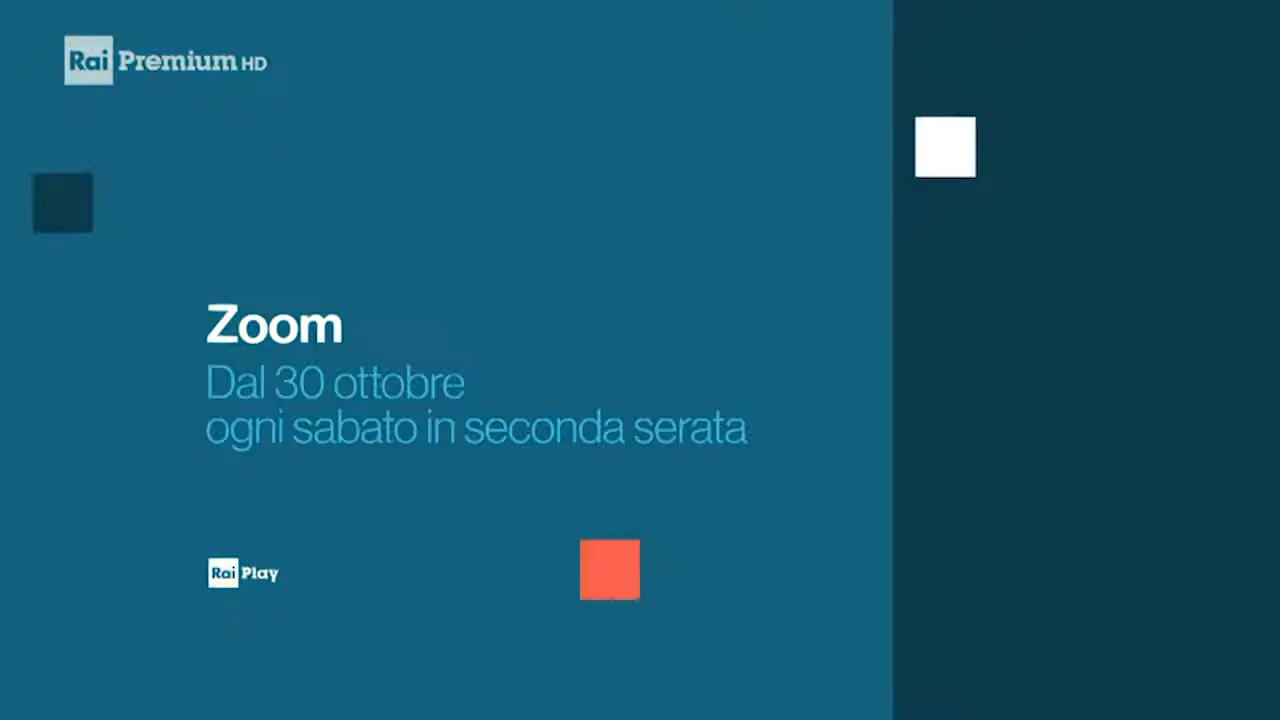 Rai Premium HD
Zoom
Dal 30 ottobre
ogni sabato in seconda serata
Rai Play